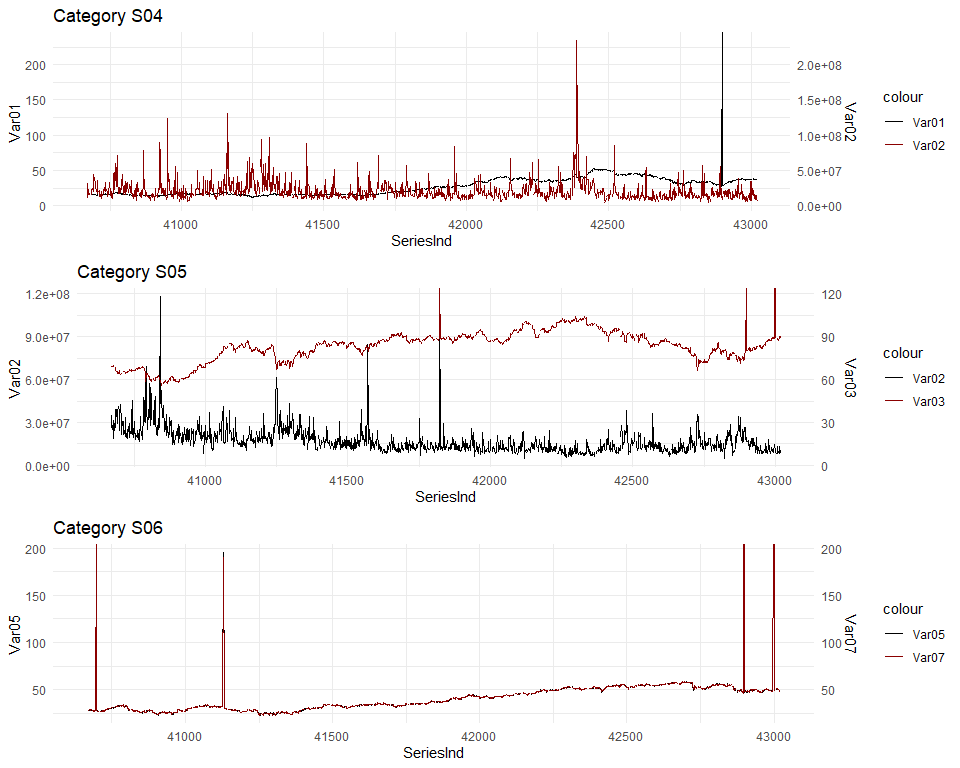 Category S04
200
150
100
50
0
Var01
2.0e+08
1.5e+08
1.0e+08
5.0e+07
0.0e+00
Var02
41000 41500 42000 42500 43000
SeriesInd
colour
Var01
Var02
Category S05
1.2e+08
9.0e+07
6.0e+07
3.0e+07
0.0e+00
Var02
120
90
60
30
0
Var03
41000 41500 42000 42500 43000
SeriesInd
colour
Var02
Var03
Category S06
200
150
100
50
Var05
200
150
100
50
Var07
41000 41500 42000 42500 43000
SeriesInd
colour
Var05
Var07